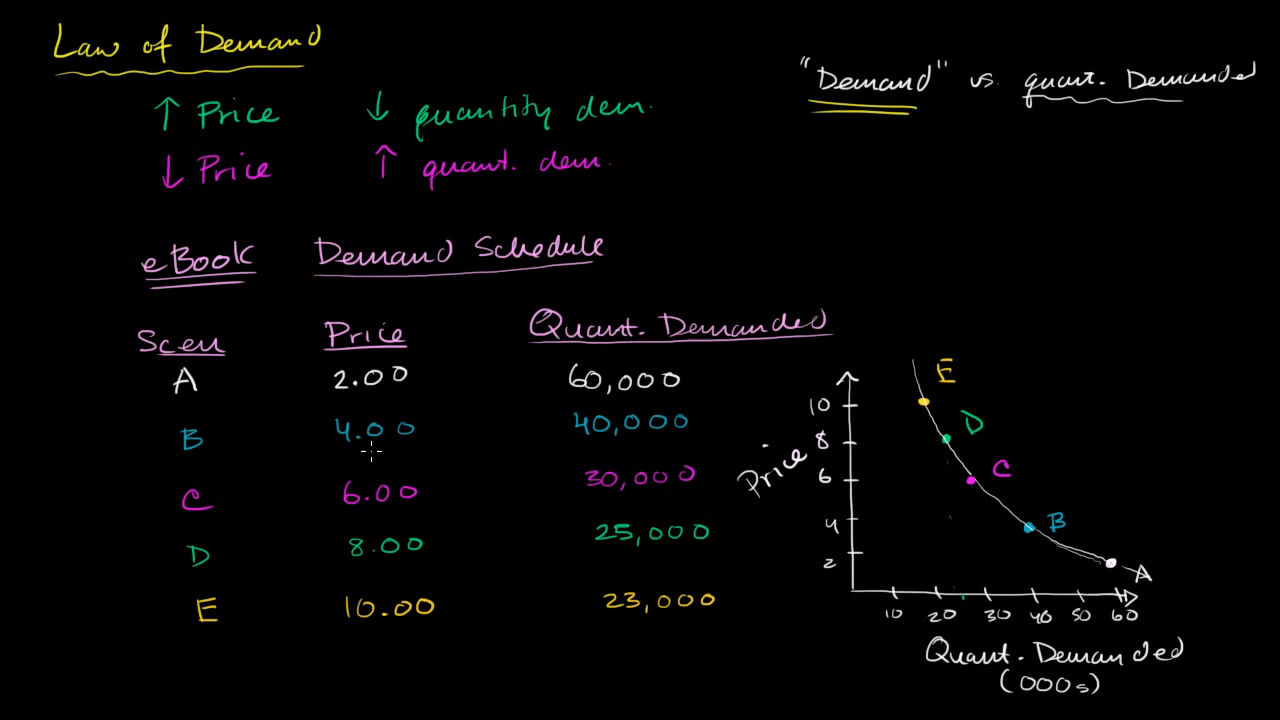 Law of Demand
"Demand" vs. quant. Demanded
↑ Price ↓ quantity dem.
↓ Price ↑ quant. dem.
eBook Demand Schedule
Scen Price Quant. Demanded
A 2.00 60,000
B 4.00 40,000
C 6.00 30,000
D 8.00 25,000
E 10.00 23,000
E
D
C
B
A
Price
10
8
6
4
2
10 20 30 40 50 60
Quant. Demanded
(000s)